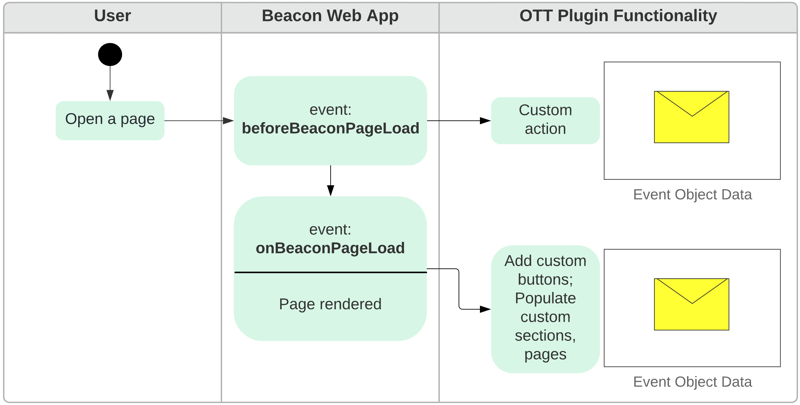 User
Beacon Web App
OTT Plugin Functionality
Open a page
event:
beforeBeaconPageLoad
Custom
action
Event Object Data
event:
onBeaconPageLoad
Page rendered
Add custom
buttons;
Populate
custom
sections,
pages
Event Object Data